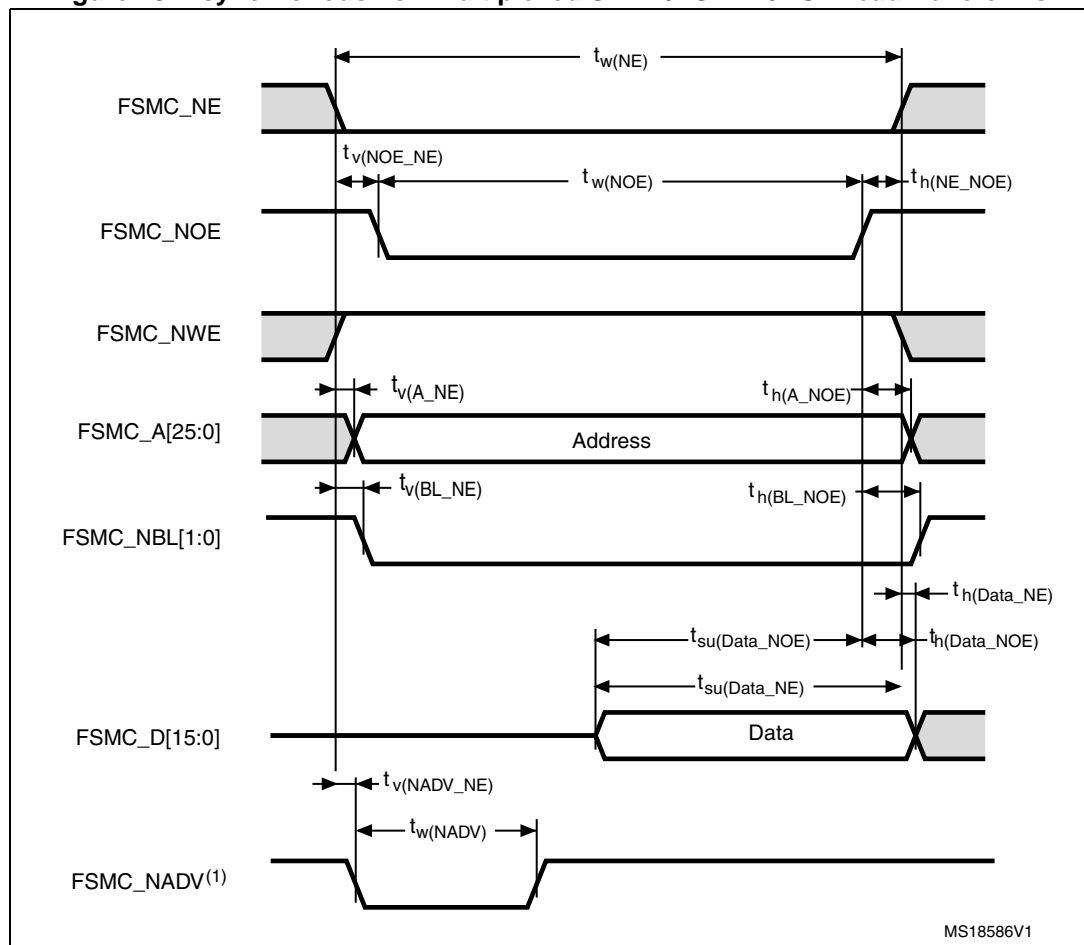 t w(NE)
FSMC_NE
t v(NOE_NE)
t w(NOE)
t h(NE_NOE)
FSMC_NOE
FSMC_NWE
t v(A_NE)
t h(A_NOE)
FSMC_A[25:0]
Address
t v(BL_NE)
t h(BL_NOE)
FSMC_NBL[1:0]
t h(Data_NE)
t su(Data_NOE)
t h(Data_NOE)
t su(Data_NE)
FSMC_D[15:0]
Data
t v(NADV_NE)
t w(NADV)
FSMC_NADV(1)
MS18586V1